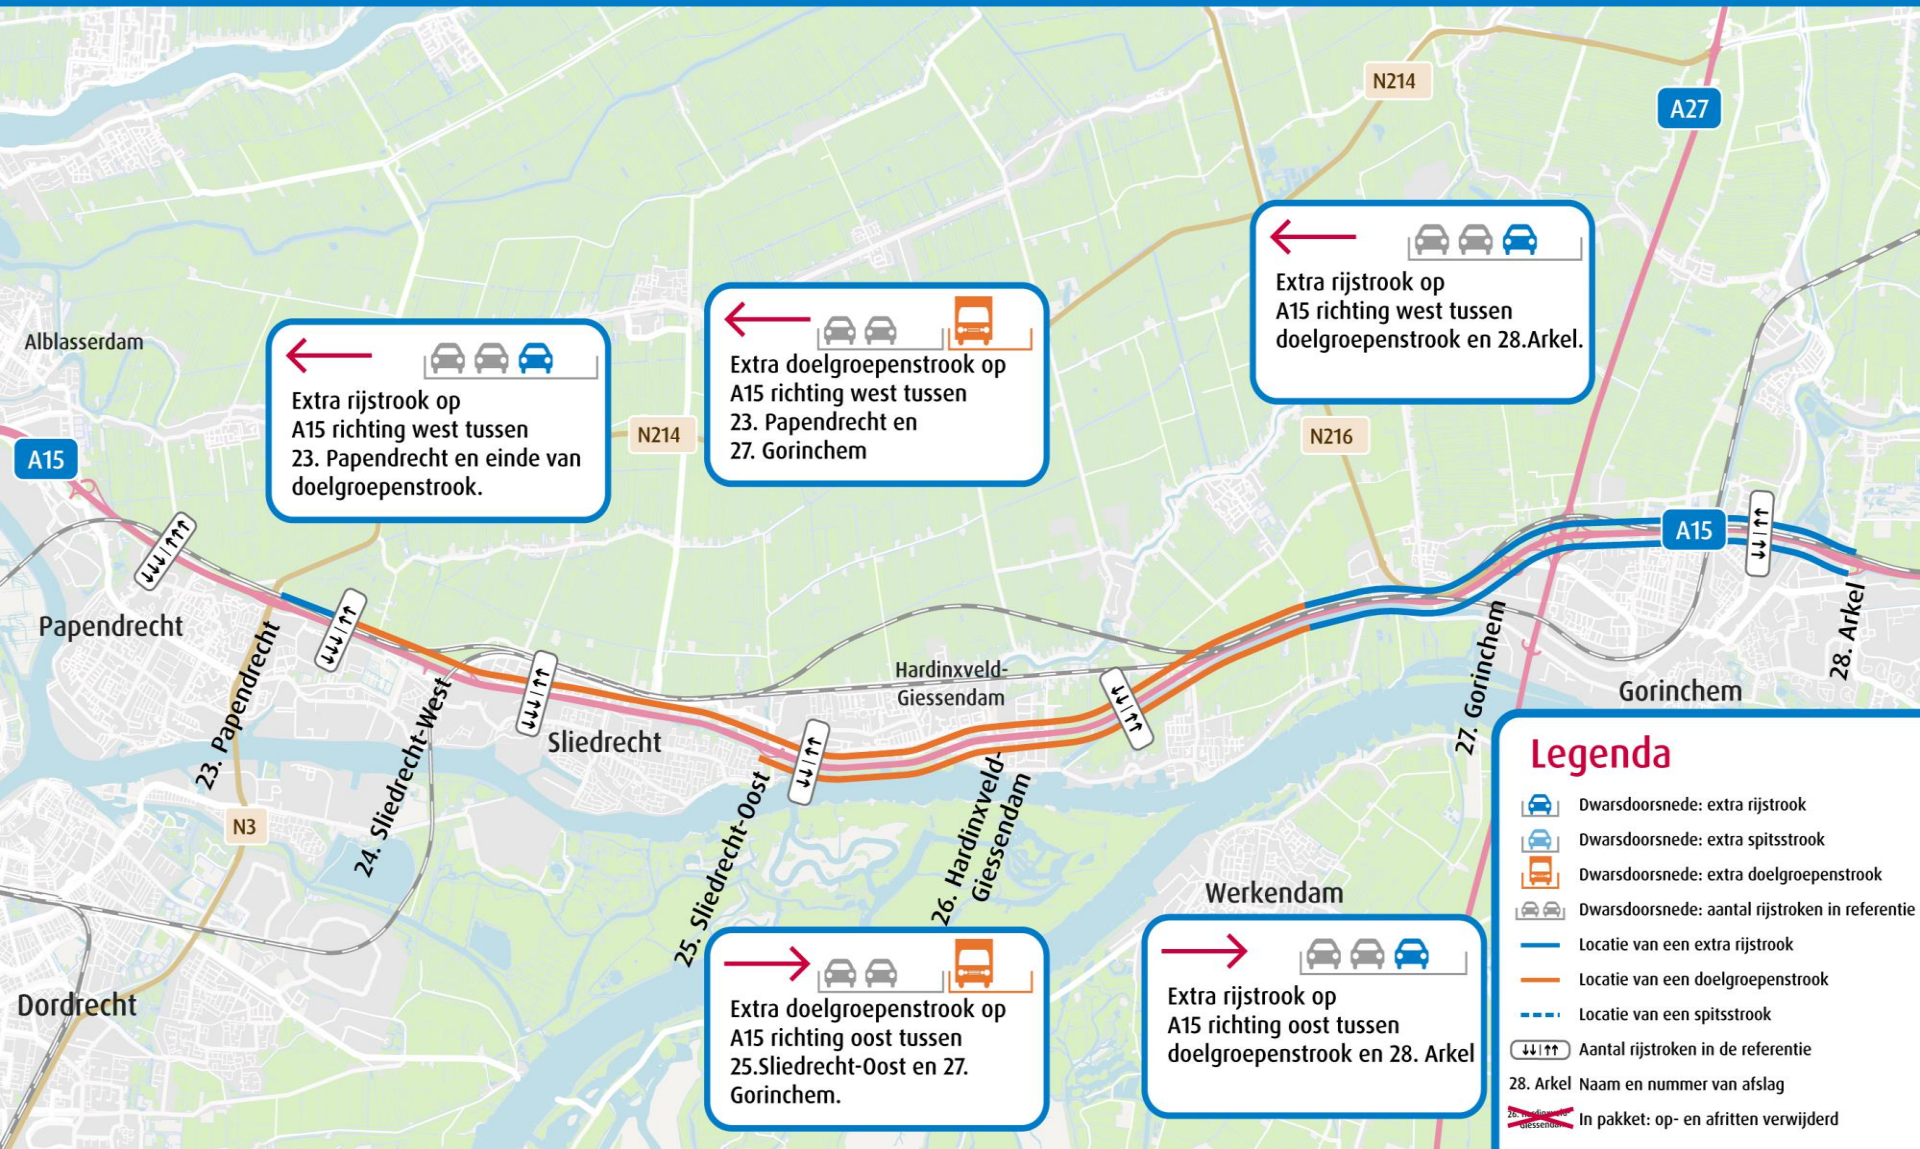 N214
A27
Extra rijstrook op
A15 richting west tussen
doelgroepenstrook en 28.Arkel.
Extra doelgroepenstrook op
A15 richting west tussen
23. Papendrecht en
27. Gorinchem
Alblasserdam
Extra rijstrook op
A15 richting west tussen
23. Papendrecht en einde van
doelgroepenstrook.
N214
N216
A15
A15
Papendrecht
23. Papendrecht
24. Sliedrecht-West
Sliedrecht
25. Sliedrecht-Oost
Hardinxveld-
Giessendam
26. Hardinxveld-
Giessendam
27. Gorinchem
Gorinchem
28. Arkel
N3
Werkendam
Dordrecht
Extra doelgroepenstrook op
A15 richting oost tussen
25.Sliedrecht-Oost en 27.
Gorinchem.
Extra rijstrook op
A15 richting oost tussen
doelgroepenstrook en 28. Arkel
Legenda
Dwarsdoorsnede: extra rijstrook
Dwarsdoorsnede: extra spitsstrook
Dwarsdoorsnede: extra doelgroepenstrook
Dwarsdoorsnede: aantal rijstroken in referentie
Locatie van een extra rijstrook
Locatie van een doelgroepenstrook
Locatie van een spitsstrook
Aantal rijstroken in de referentie
28. Arkel Naam en nummer van afslag
26. Hardinxveld-
Giessendam
In pakket: op- en afritten verwijderd